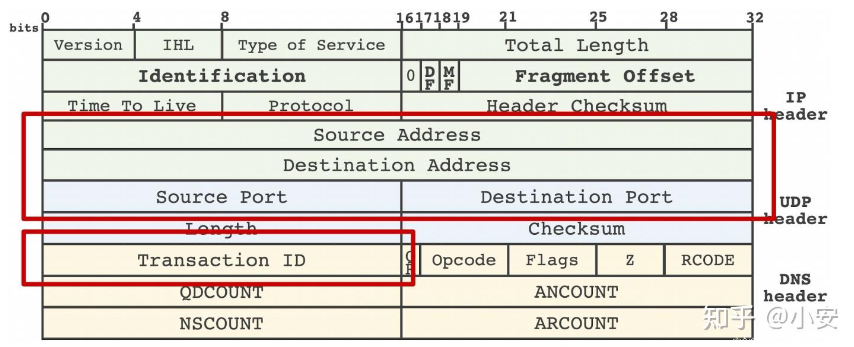 bits 0 4 8 16 17 18 19 21 25 28 32
Version IHL Type of Service Total Length
Identification 0 DF MF Fragment Offset
Time To Live Protocol Header Checksum
IP header
Source Address
Destination Address
Source Port Destination Port
UDP header
Length Checksum
Transaction ID QR Opcode Flags Z RCODE
DNS header
QDCOUNT ANCOUNT
NSCOUNT ARCOUNT
知乎 @小安